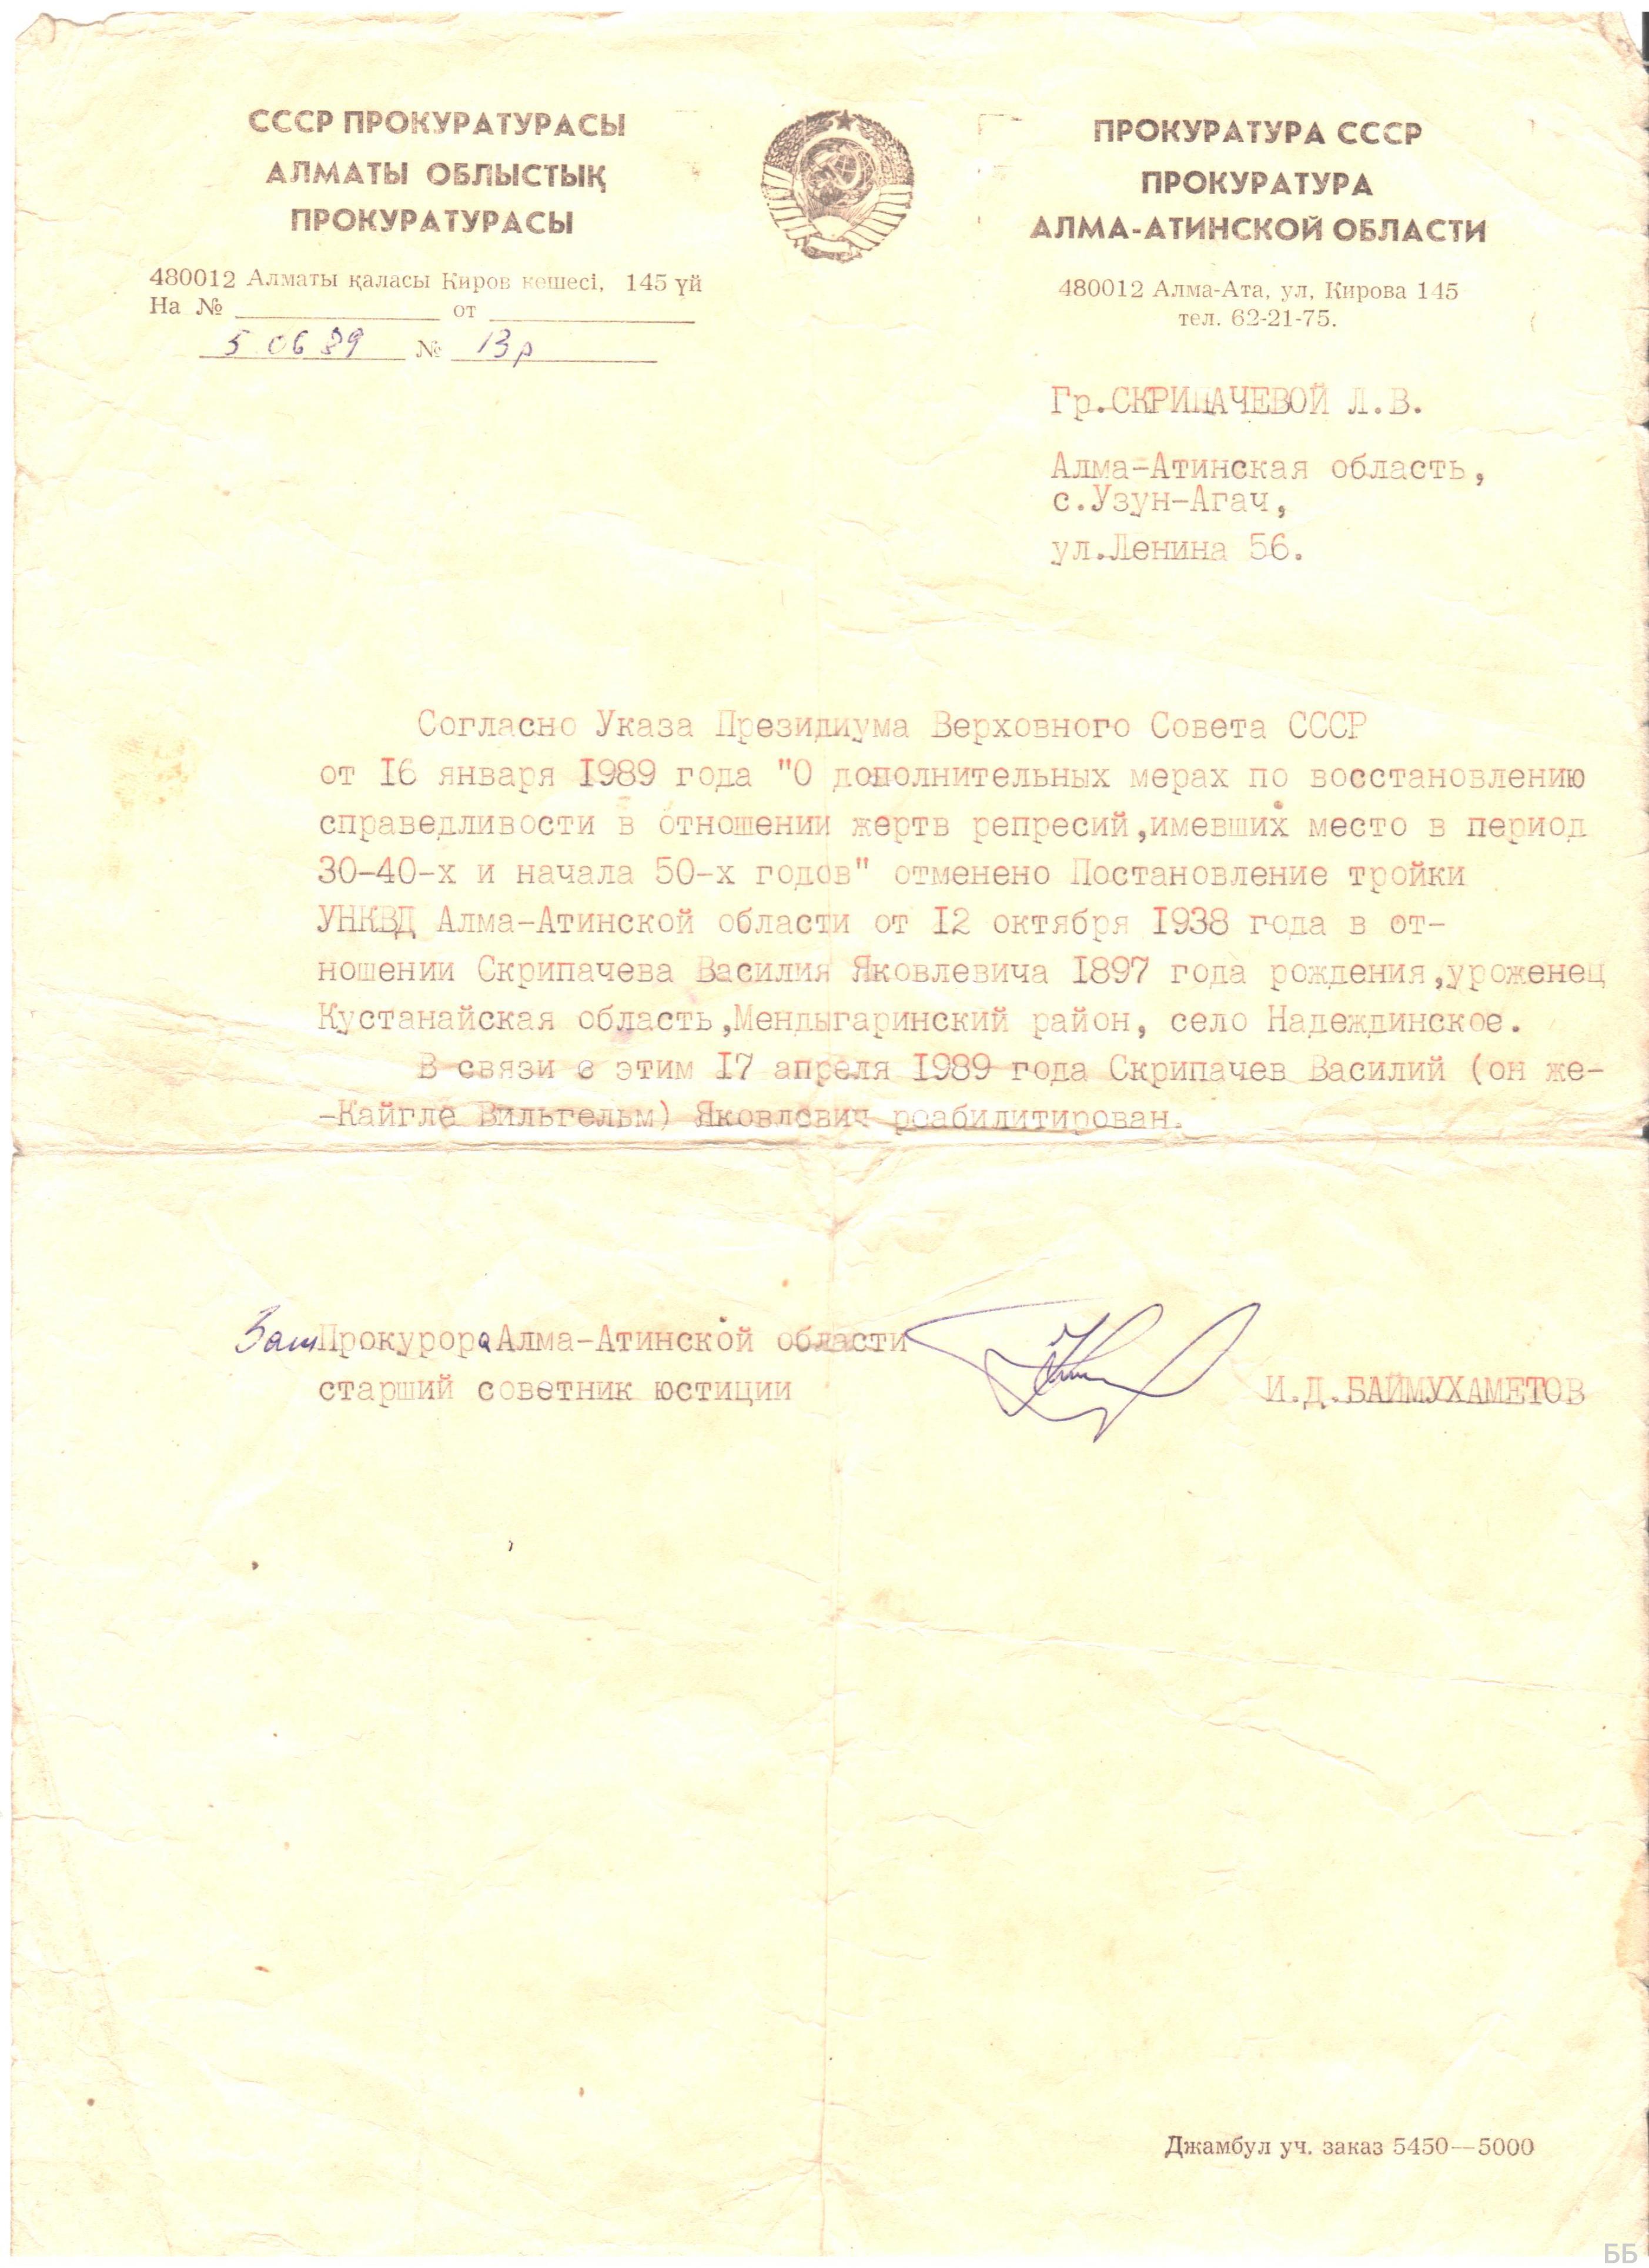 СССР ПРОКУРАТУРАСЫ
АЛМАТЫ ОБЛЫСТЫҚ
ПРОКУРАТУРАСЫ
480012 Алматы қаласы Киров көшесі, 145 үй
На № от
5 06 89 № 13р
ПРОКУРАТУРА СССР
ПРОКУРАТУРА
АЛМА-АТИНСКОЙ ОБЛАСТИ
480012 Алма-Ата, ул, Кирова 145
тел. 62-21-75.
Гр.СКРИПАЧЕВОЙ Л.В.
Алма-Атинская область,
с.Узун-Агач,
ул.Ленина 56.
Согласно Указа Президиума Верховного Совета СССР
от 16 января 1989 года "О дополнительных мерах по восстановлению
справедливости в отношении жертв репресий,имевших место в период
30-40-х и начала 50-х годов" отменено Постановление тройки
УНКВД Алма-Атинской области от 12 октября 1938 года в от-
ношении Скрипачева Василия Яковлевича 1897 года рождения,уроженец
Кустанайская область,Мендыгаринский район, село Надеждинское.
В связи с этим 17 апреля 1989 года Скрипачев Василий (он же-
-Кайгле Вильгельм) Яковлевич реабилитирован.
Зам Прокурора Алма-Атинской области
старший советник юстиции И.Д.БАЙМУХАМЕТОВ
Джамбул уч. заказ 5450—5000
ББ